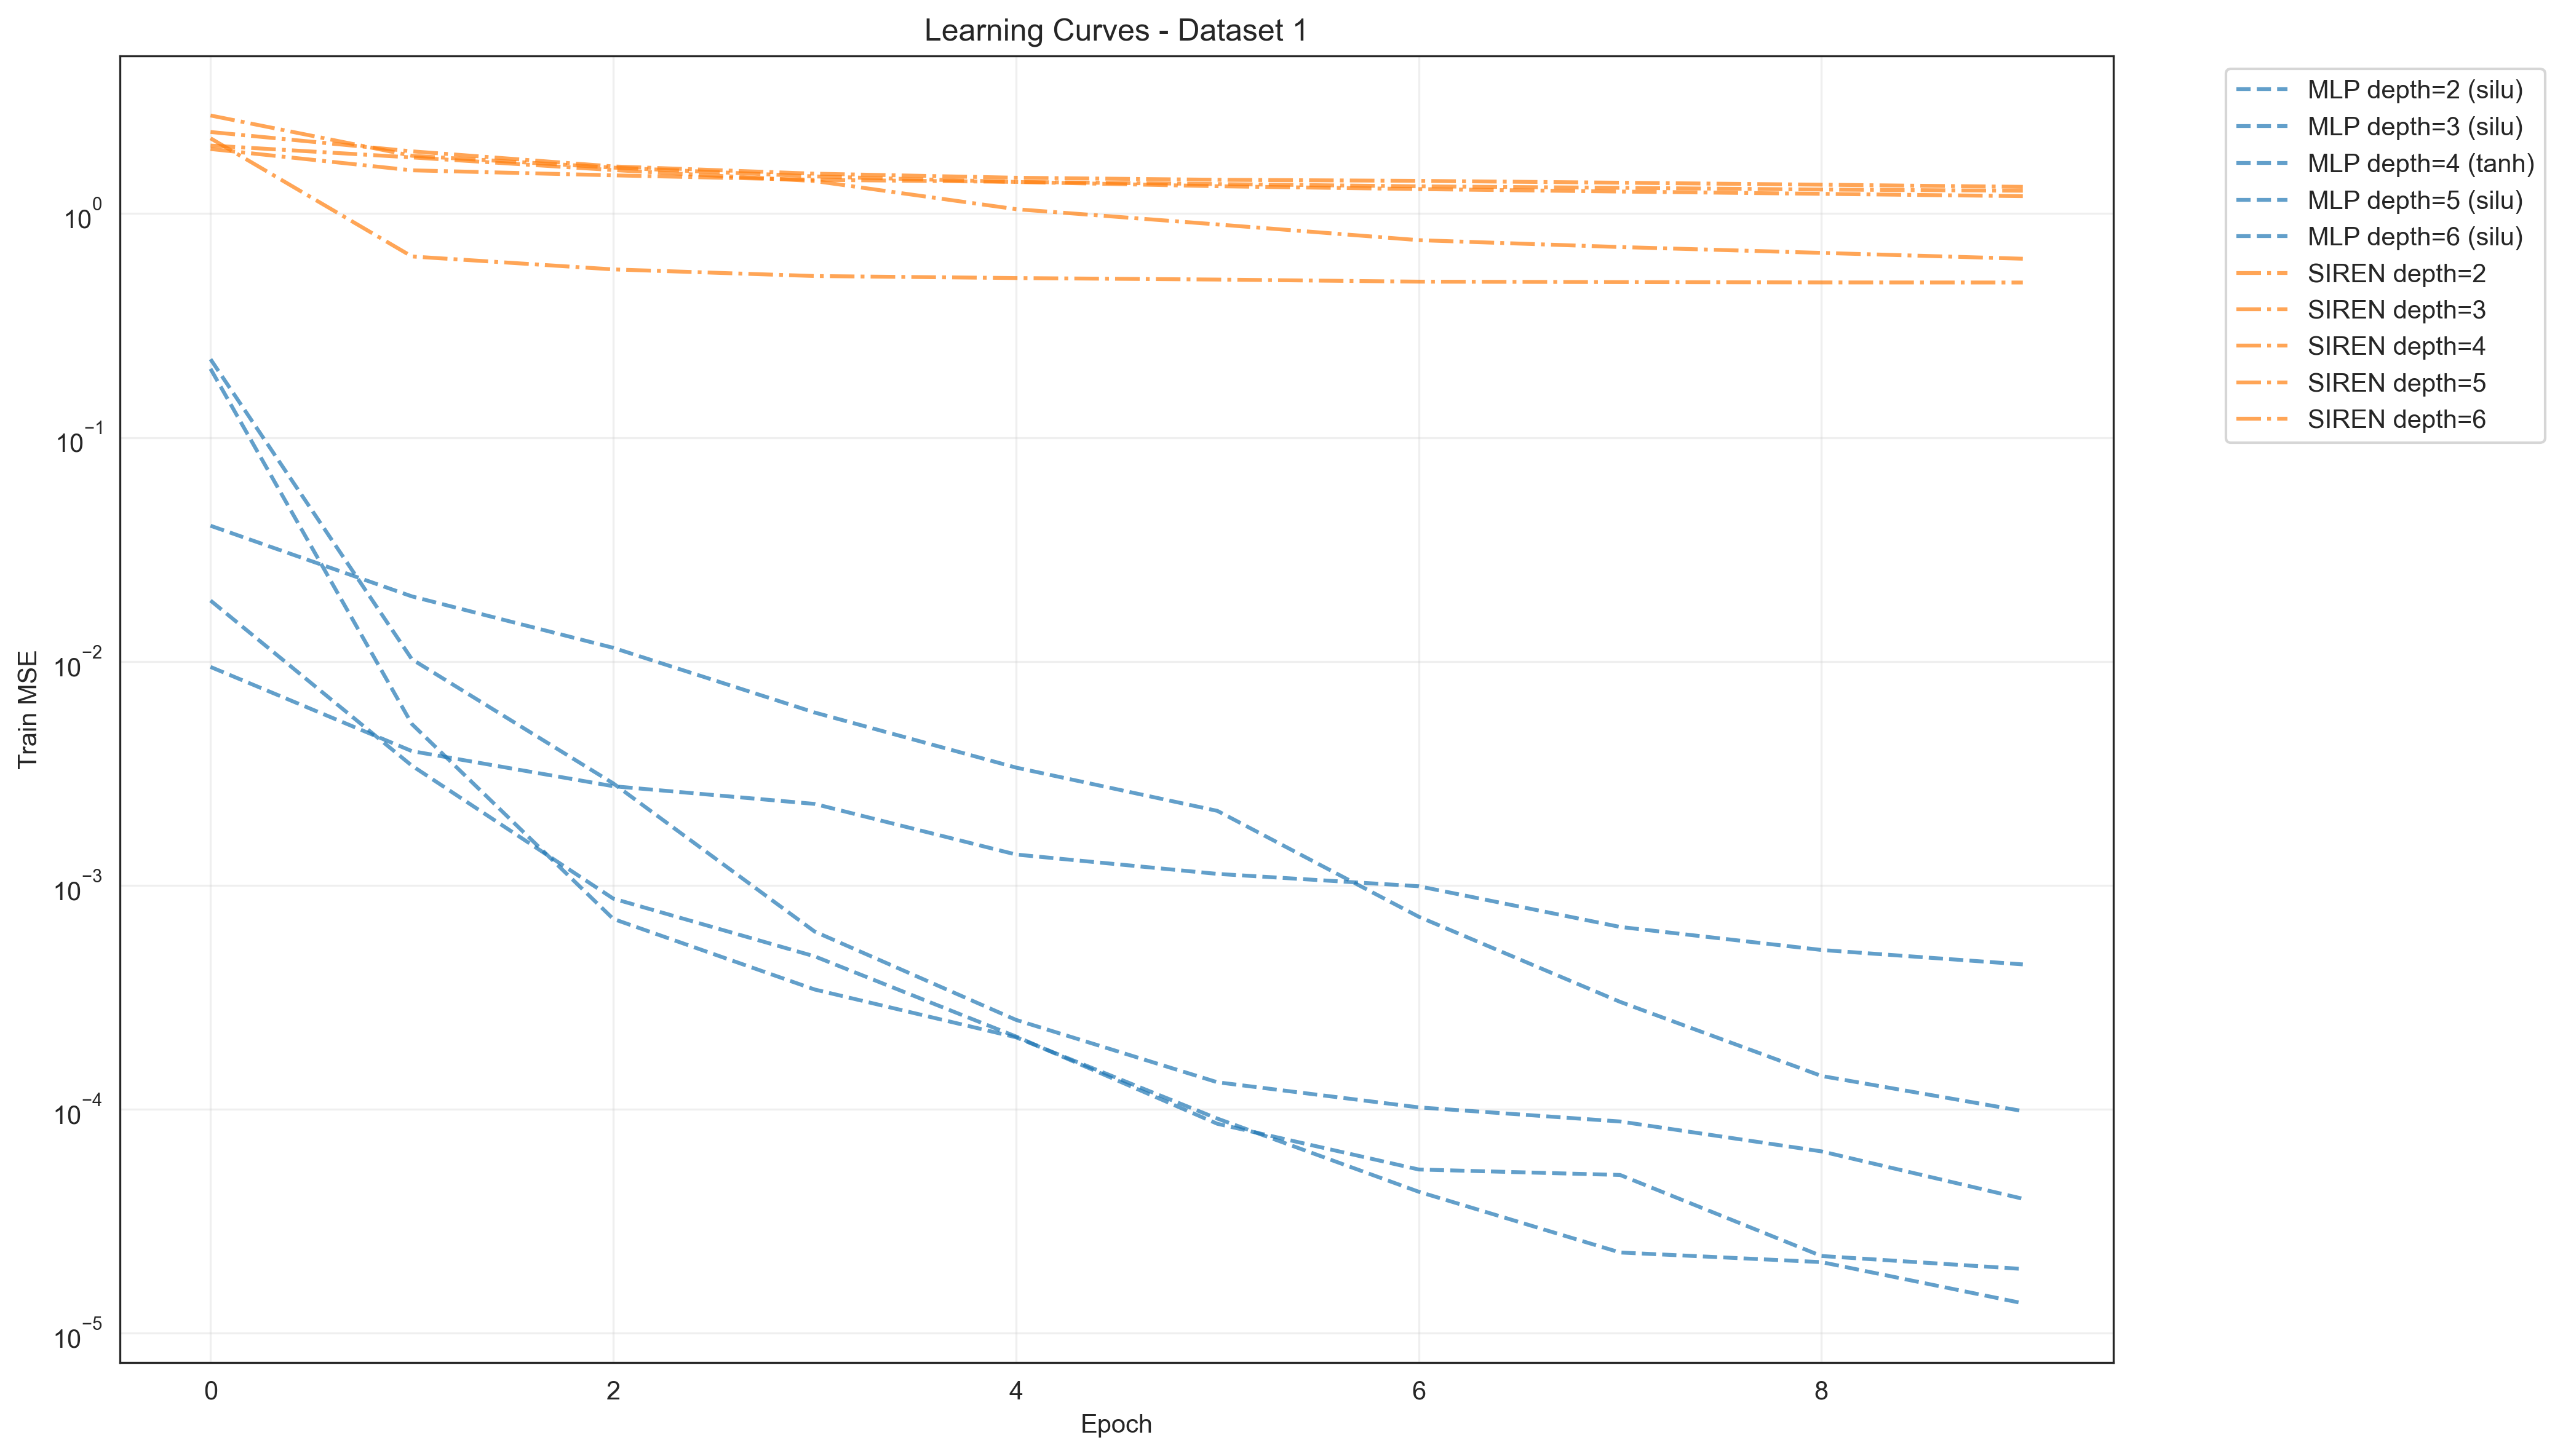 Learning Curves - Dataset 1
MLP depth=2 (silu)
MLP depth=3 (silu)
MLP depth=4 (tanh)
MLP depth=5 (silu)
MLP depth=6 (silu)
SIREN depth=2
SIREN depth=3
SIREN depth=4
SIREN depth=5
SIREN depth=6
Train MSE
10⁰
10⁻¹
10⁻²
10⁻³
10⁻⁴
10⁻⁵
0 2 4 6 8
Epoch